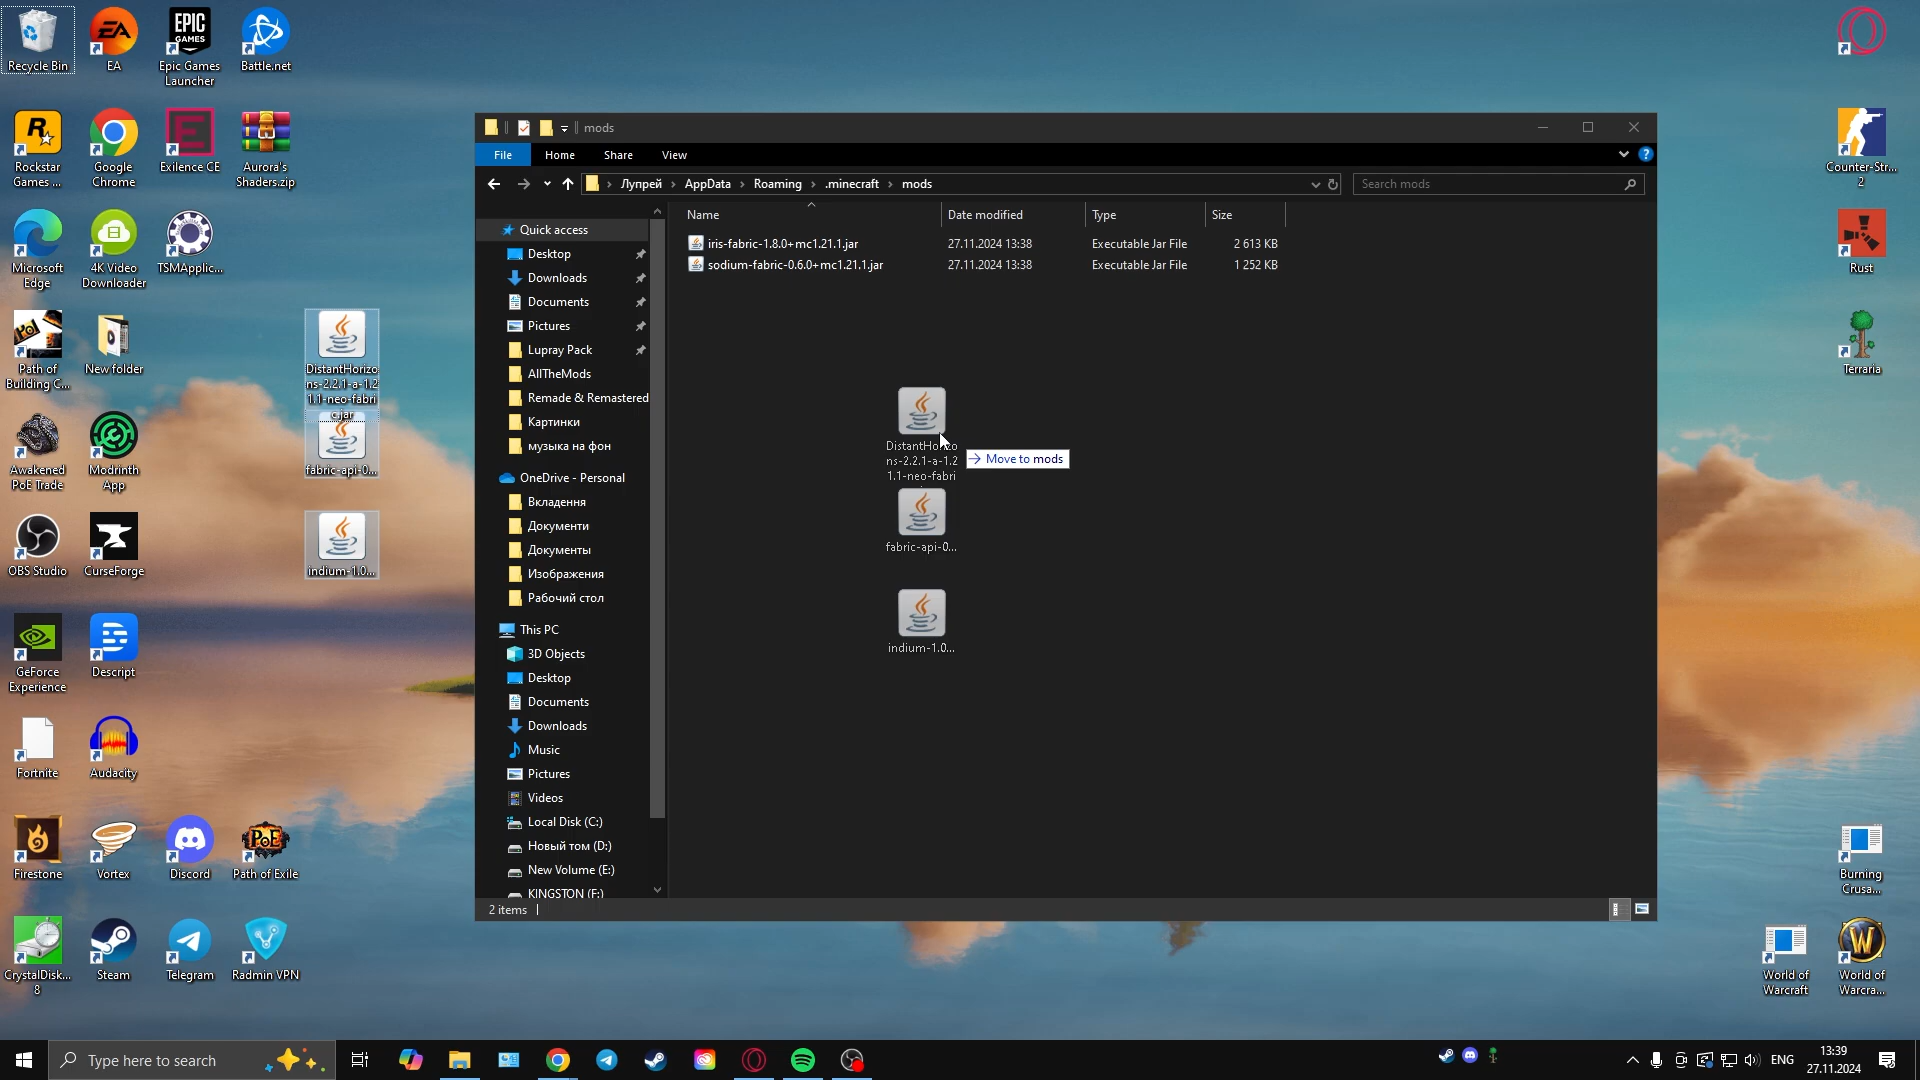 Recycle Bin
EA
Epic Games
Launcher
Battle.net
EPIC
GAMES
Rockstar
Games ...
Google
Chrome
Exilence CE
Aurora's
Shaders.zip
Microsoft
Edge
4K Video
Downloader
TSMApplic...
Path of
Building C...
New folder
Awakened
PoE Trade
Modrinth
App
OBS Studio
CurseForge
GeForce
Experience
Descript
Fortnite
Audacity
Firestone
Vortex
Discord
Path of Exile
CrystalDisk...
8
Steam
Telegram
Radmin VPN
DistantHorizo
ns-2.2.1-a-1.2
1.1-neo-fabri
c.jar
fabric-api-0...
indium-1.0...
mods
File
Home
Share
View
Лупрей
AppData
Roaming
.minecraft
mods
Search mods
Name
Date modified
Type
Size
iris-fabric-1.8.0+mc1.21.1.jar
27.11.2024 13:38
Executable Jar File
2 613 KB
sodium-fabric-0.6.0+mc1.21.1.jar
27.11.2024 13:38
Executable Jar File
1 252 KB
Quick access
Desktop
Downloads
Documents
Pictures
Lupray Pack
AllTheMods
Remade & Remastered
Картинки
музыка на фон
OneDrive - Personal
Вкладення
Документи
Документы
Изображения
Рабочий стол
This PC
3D Objects
Desktop
Documents
Downloads
Music
Pictures
Videos
Local Disk (C:)
Новый том (D:)
New Volume (E:)
KINGSTON (F:)
DistantHorizo
ns-2.2.1-a-1.2
1.1-neo-fabri
Move to mods
fabric-api-0...
indium-1.0...
2 items
Counter-Str...
2
Rust
Terraria
Burning
Crusa...
World of
Warcraft
World of
Warcra...
Type here to search
ENG
13:39
27.11.2024